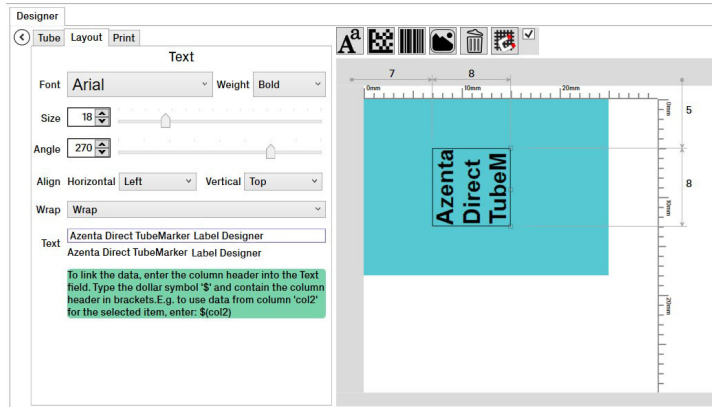 Designer
Tube Layout Print
Text
Font Arial Weight Bold
Size 18
Angle 270
Align Horizontal Left Vertical Top
Wrap Wrap
Text Azenta Direct TubeMarker Label Designer
Azenta Direct TubeMarker Label Designer
To link the data, enter the column header into the Text
field. Type the dollar symbol '$' and contain the column
header in brackets.E.g. to use data from column 'col2'
for the selected item, enter: $(col2)
Aa
7 8
0mm 10mm 20mm
0mm
5
8
10mm
20mm
Azenta
Direct
TubeM